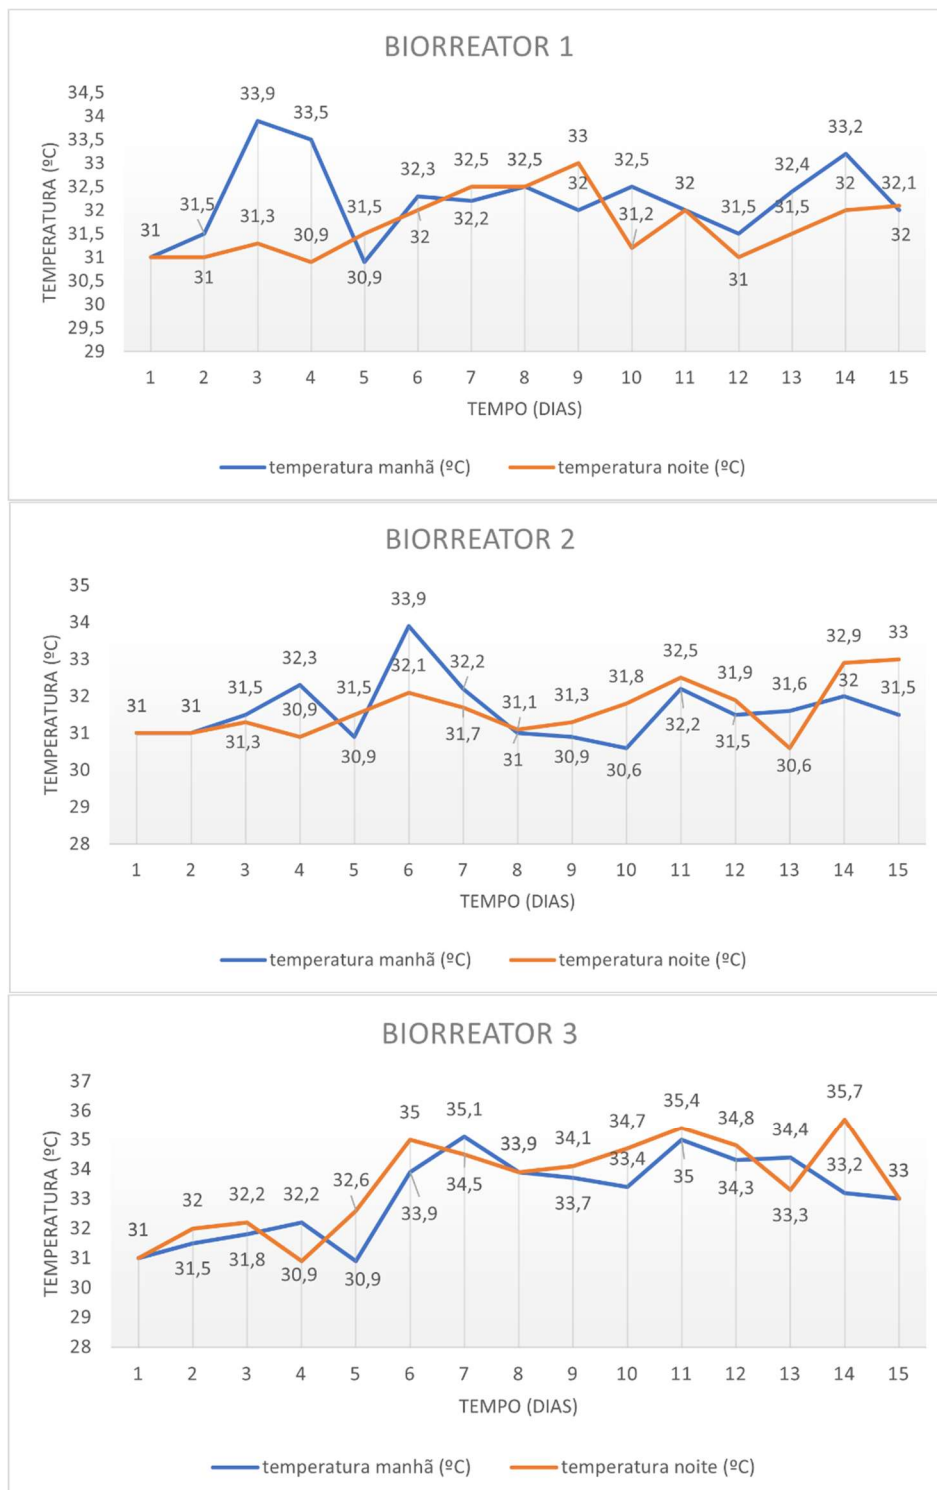 BIORREATOR 1
TEMPERATURA (ºC)
34,5
34
33,5
33
32,5
32
31,5
31
30,5
30
29,5
29
31 31,5 33,9 33,5 30,9 32,3 32,2 32,5 32 32,5 32 31,5 32,4 33,2 32
31 31,3 30,9 31,5 32 32,5 33 31,2 31 31,5 32 32,1
1 2 3 4 5 6 7 8 9 10 11 12 13 14 15
TEMPO (DIAS)
temperatura manhã (ºC) temperatura noite (ºC)
BIORREATOR 2
TEMPERATURA (ºC)
35
34
33
32
31
30
29
28
31 31 31,5 32,3 30,9 33,9 32,2 31 30,9 30,6 32,2 31,5 31,6 32 31,5
31,3 30,9 31,5 32,1 31,7 31,1 31,3 31,8 32,5 31,9 30,6 32,9 33
1 2 3 4 5 6 7 8 9 10 11 12 13 14 15
TEMPO (DIAS)
temperatura manhã (ºC) temperatura noite (ºC)
BIORREATOR 3
TEMPERATURA (ºC)
37
36
35
34
33
32
31
30
29
28
31 31,5 31,8 32,2 30,9 33,9 35,1 33,9 33,7 33,4 35 34,3 34,4 33,2 33
32 32,2 30,9 32,6 35 34,5 34,1 34,7 35,4 34,8 33,3 35,7
1 2 3 4 5 6 7 8 9 10 11 12 13 14 15
TEMPO (DIAS)
temperatura manhã (ºC) temperatura noite (ºC)